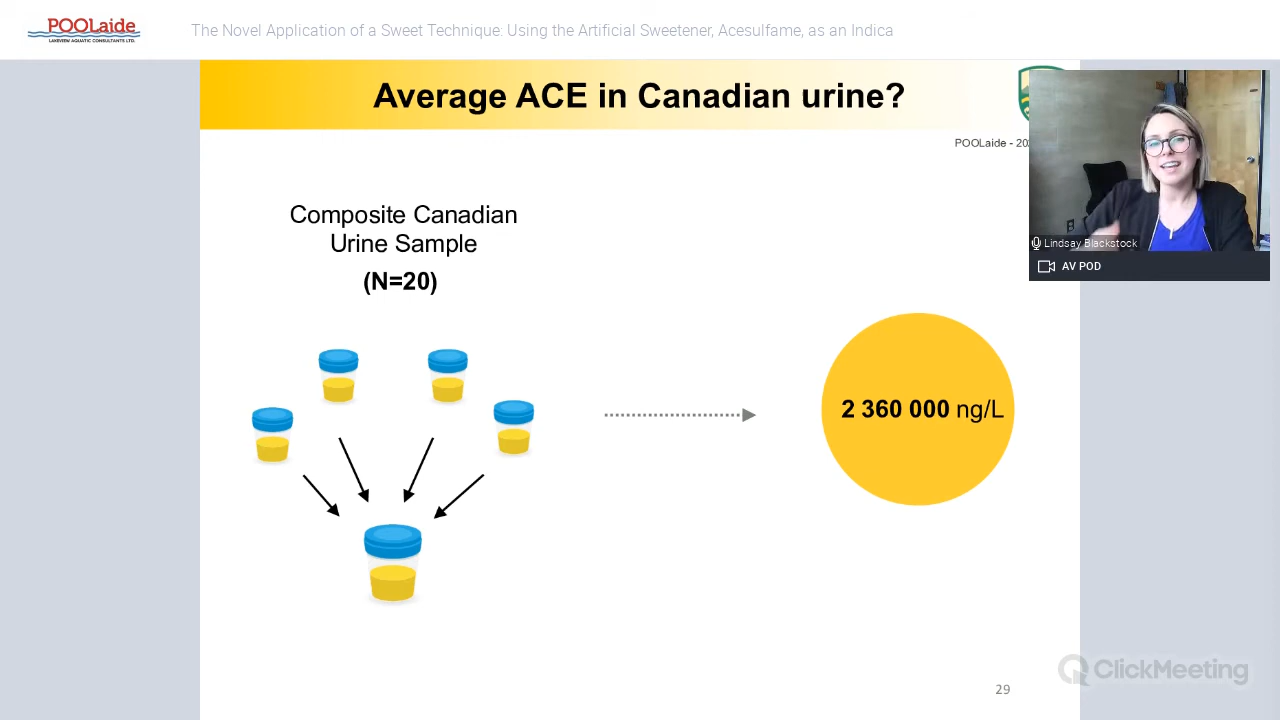 POOLaide
LAKEVIEW AQUATIC CONSULTANTS LTD.
The Novel Application of a Sweet Technique: Using the Artificial Sweetener, Acesulfame, as an Indica
Average ACE in Canadian urine?
POOLaide - 20
Composite Canadian
Urine Sample
(N=20)
Lindsay Blackstock
AV POD
2 360 000 ng/L
ClickMeeting
29